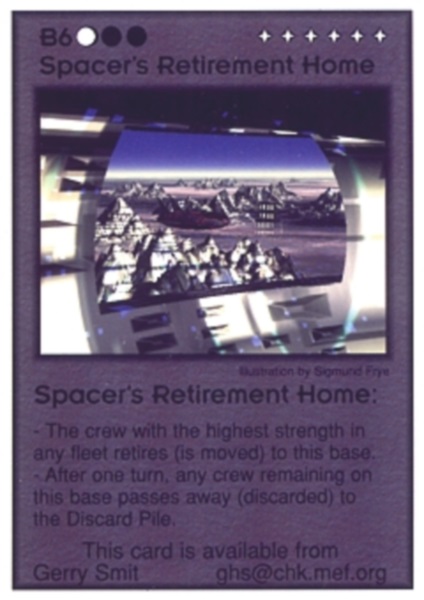 B6
Spacer's Retirement Home
Illustration by Sigmund Frye
Spacer's Retirement Home:
- The crew with the highest strength in
any fleet retires (is moved) to this base.
- After one turn, any crew remaining on
this base passes away (discarded) to
the Discard Pile.
This card is available from
Gerry Smit ghs@chk.mef.org